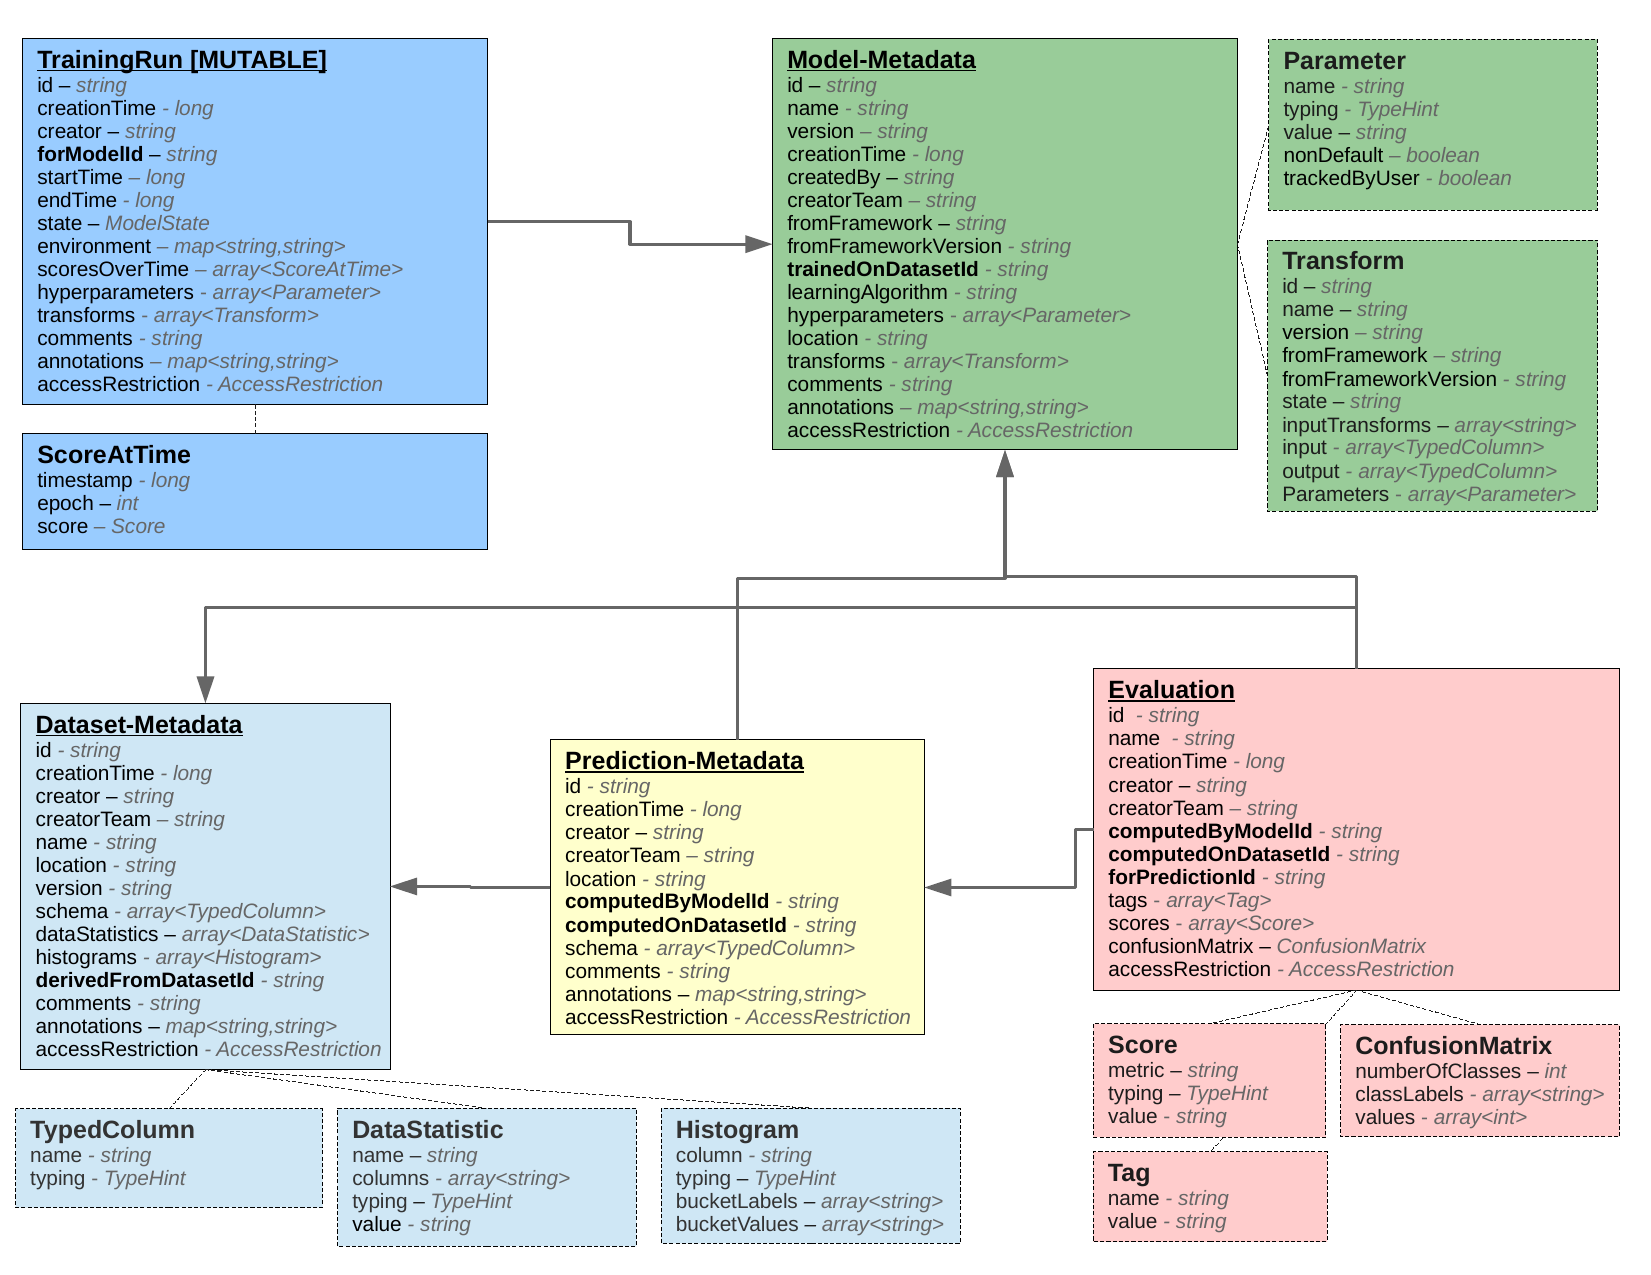 TrainingRun [MUTABLE]
id – string
creationTime - long
creator – string
forModelId – string
startTime – long
endTime - long
state – ModelState
environment – map<string,string>
scoresOverTime – array<ScoreAtTime>
hyperparameters - array<Parameter>
transforms - array<Transform>
comments - string
annotations – map<string,string>
accessRestriction - AccessRestriction
ScoreAtTime
timestamp - long
epoch – int
score – Score
Model-Metadata
id – string
name - string
version – string
creationTime - long
createdBy – string
creatorTeam – string
fromFramework – string
fromFrameworkVersion - string
trainedOnDatasetId - string
learningAlgorithm - string
hyperparameters - array<Parameter>
location - string
transforms - array<Transform>
comments - string
annotations – map<string,string>
accessRestriction - AccessRestriction
Parameter
name - string
typing - TypeHint
value – string
nonDefault – boolean
trackedByUser - boolean
Transform
id – string
name – string
version – string
fromFramework – string
fromFrameworkVersion - string
state – string
inputTransforms – array<string>
input - array<TypedColumn>
output - array<TypedColumn>
Parameters - array<Parameter>
Dataset-Metadata
id - string
creationTime - long
creator – string
creatorTeam – string
name - string
location - string
version - string
schema - array<TypedColumn>
dataStatistics – array<DataStatistic>
histograms - array<Histogram>
derivedFromDatasetId - string
comments - string
annotations – map<string,string>
accessRestriction - AccessRestriction
Prediction-Metadata
id - string
creationTime - long
creator – string
creatorTeam – string
location - string
computedByModelId - string
computedOnDatasetId - string
schema - array<TypedColumn>
comments - string
annotations – map<string,string>
accessRestriction - AccessRestriction
Evaluation
id - string
name - string
creationTime - long
creator – string
creatorTeam – string
computedByModelId - string
computedOnDatasetId - string
forPredictionId - string
tags - array<Tag>
scores - array<Score>
confusionMatrix – ConfusionMatrix
accessRestriction - AccessRestriction
TypedColumn
name - string
typing - TypeHint
DataStatistic
name – string
columns - array<string>
typing – TypeHint
value - string
Histogram
column - string
typing – TypeHint
bucketLabels – array<string>
bucketValues – array<string>
Score
metric – string
typing – TypeHint
value - string
ConfusionMatrix
numberOfClasses – int
classLabels - array<string>
values - array<int>
Tag
name - string
value - string